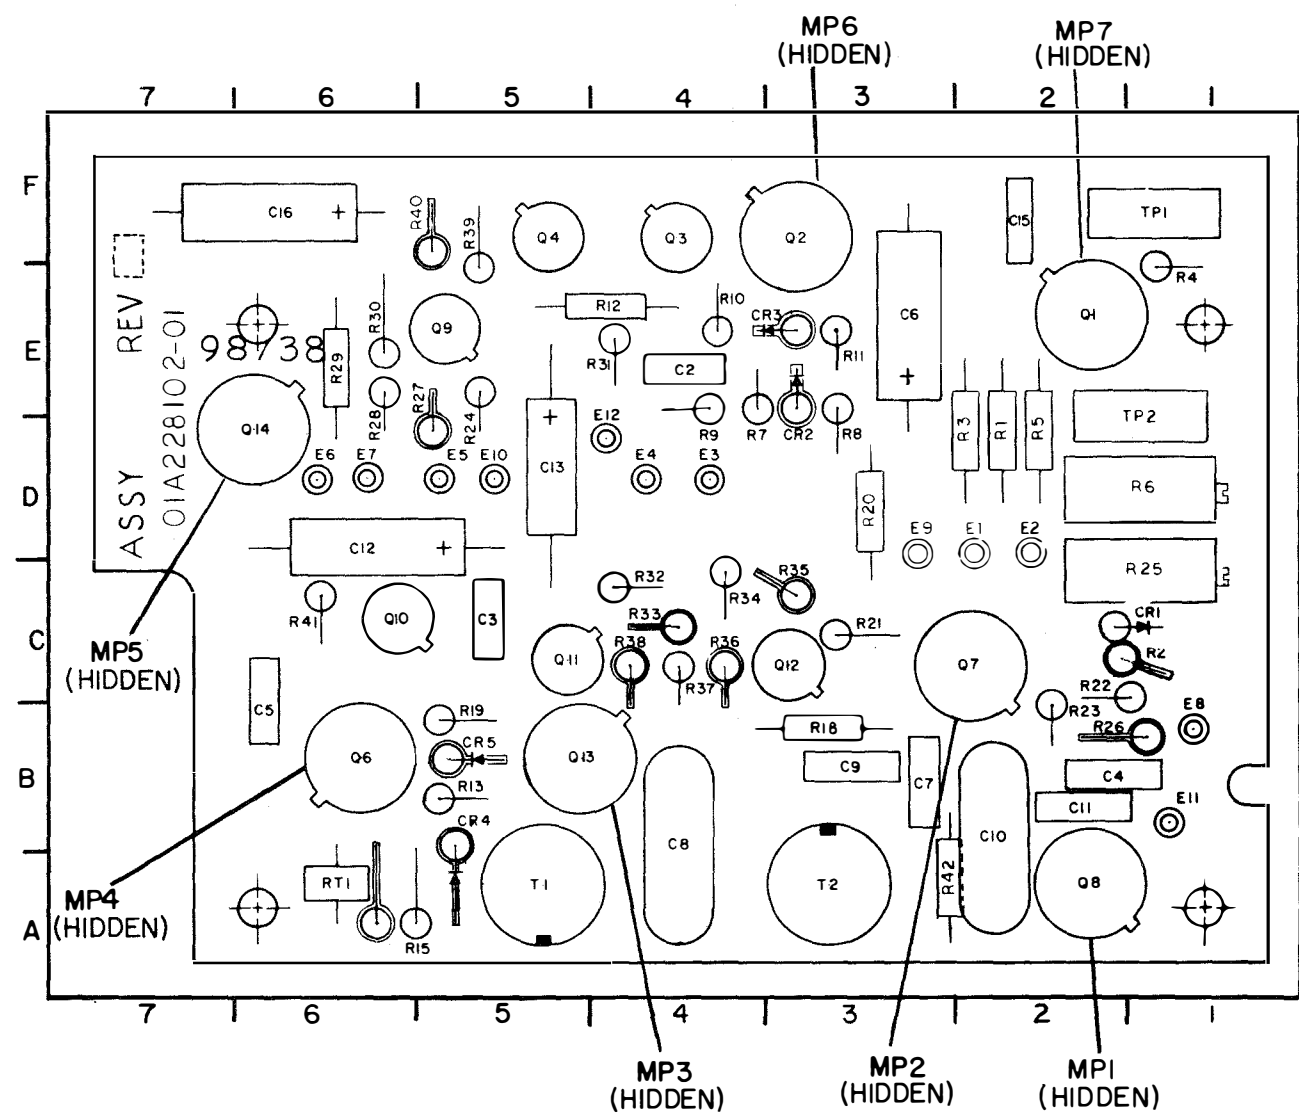 MP6
(HIDDEN)
MP7
(HIDDEN)
7 6 5 4 3 2 1
F
C16 +
R40
R39
Q4
Q3
Q2
C15
TP1
R4
REV
ASSY
01A228102-01
98738
E
R29
R30
Q9
R12
R31
R10
CR3
R11
C2
C6
+
Q1
R28
R27
R24
+
C13
E12
R9
R7
CR2
R8
R3
R1
R5
TP2
Q14
E6
E7
E5
E10
E4
E3
D
R20
E9
E1
E2
R6
C12 +
R25
R41
Q10
C3
R32
R34
R35
R33
R38
R36
R37
R21
CR1
R2
C
MP5
(HIDDEN)
Q11
Q12
Q7
R22
R23
E8
R26
C5
R19
CR5
Q6
Q13
R18
C9
C7
C4
C11
E11
B
R13
CR4
C8
C10
MP4
(HIDDEN)
RT1
R15
T1
T2
R42
Q8
A
7 6 5 4 3 2 1
MP3
(HIDDEN)
MP2
(HIDDEN)
MP1
(HIDDEN)